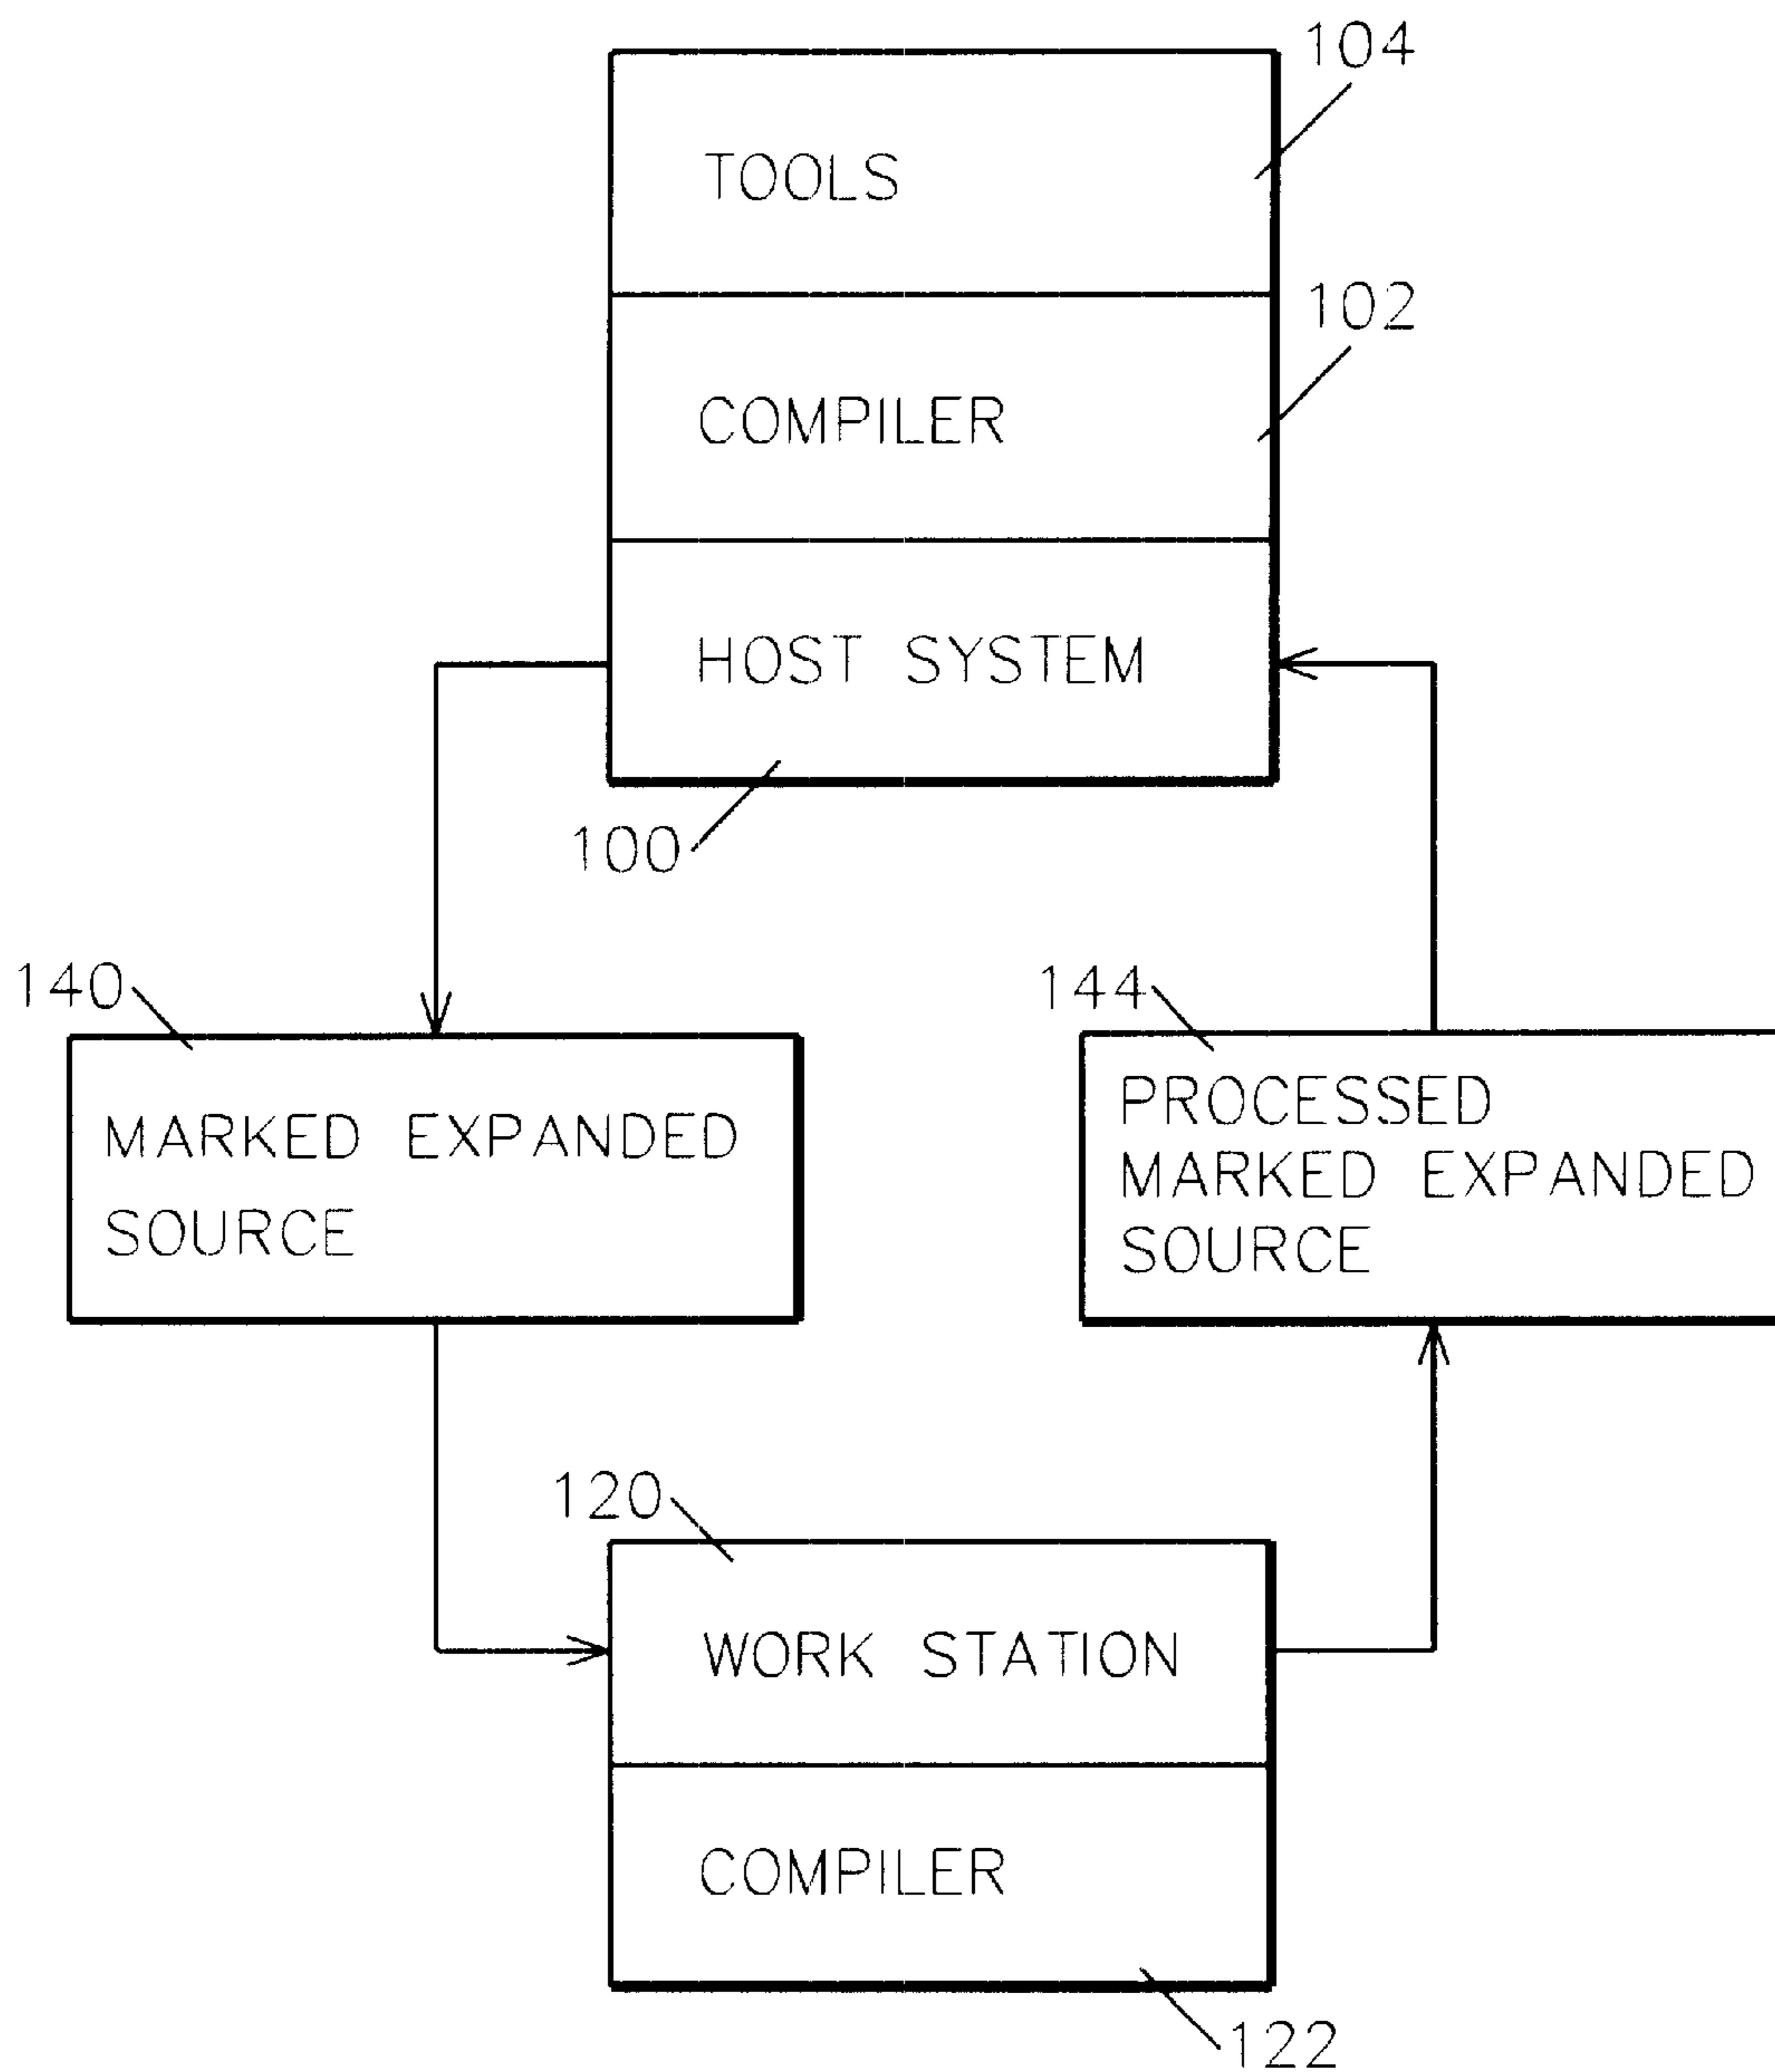 104
TOOLS
102
COMPILER
HOST SYSTEM
100
140
MARKED EXPANDED
SOURCE
144
PROCESSED
MARKED EXPANDED
SOURCE
120
WORK STATION
COMPILER
122